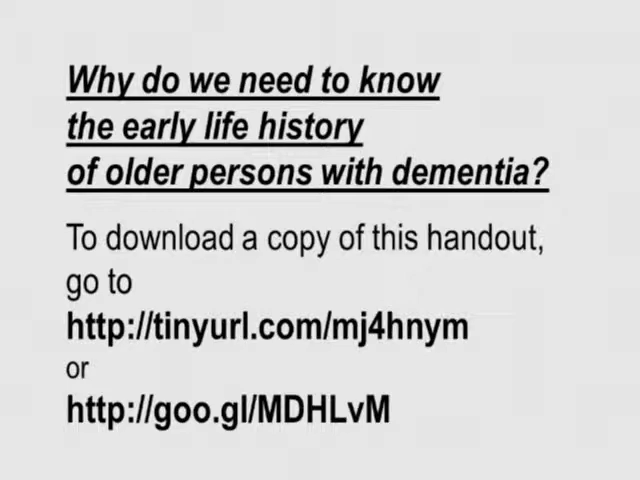 Why do we need to know
the early life history
of older persons with dementia?
To download a copy of this handout,
go to
http://tinyurl.com/mj4hnym
or
http://goo.gl/MDHLvM